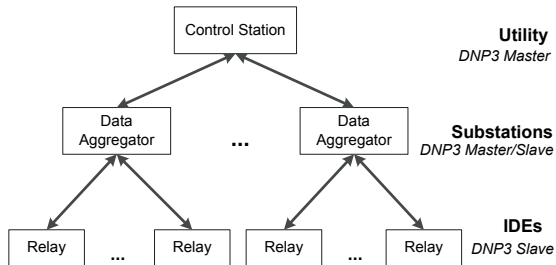 Control Station
Utility
DNP3 Master
Data
Aggregator
...
Data
Aggregator
Substations
DNP3 Master/Slave
IDEs
DNP3 Slave
Relay
...
Relay
Relay
...
Relay